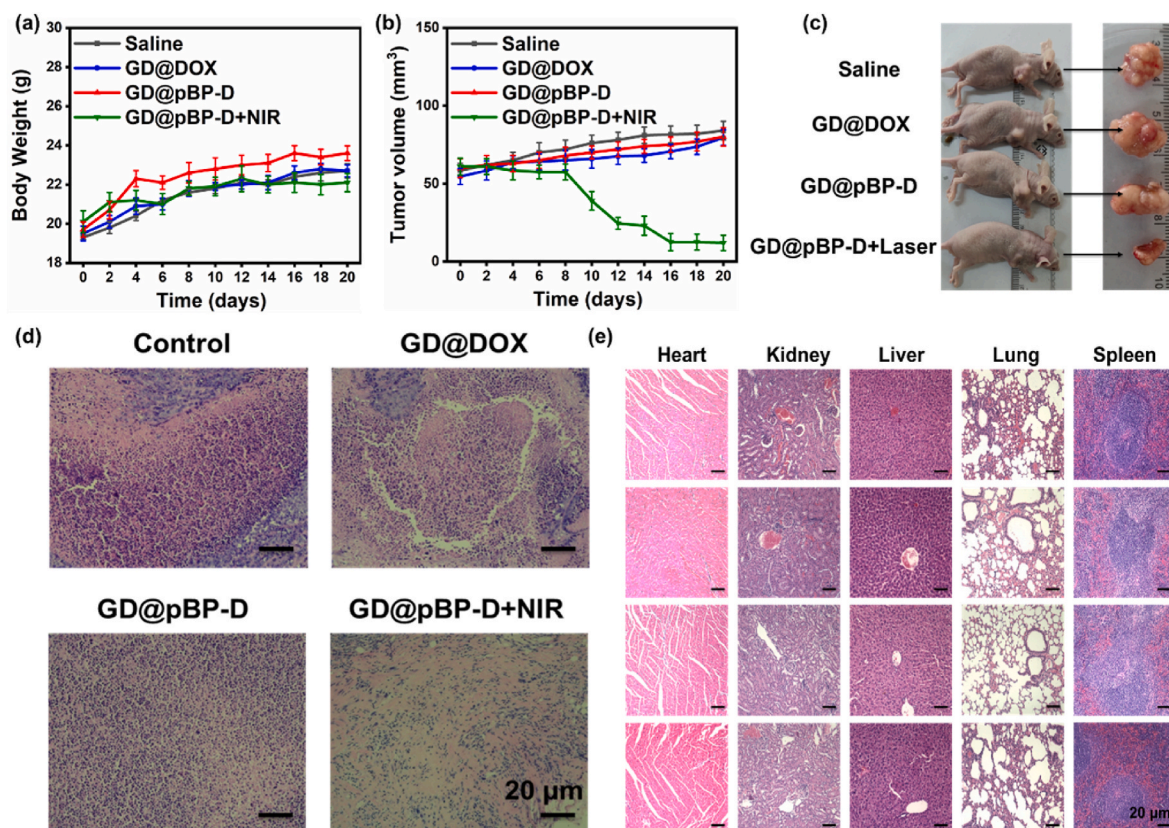 (a)
30
28
26
24
22
20
18
Body Weight (g)
Saline
GD@DOX
GD@pBP-D
GD@pBP-D+NIR
0 2 4 6 8 10 12 14 16 18 20
Time (days)
(b)
150
100
50
0
Tumor volume (mm³)
Saline
GD@DOX
GD@pBP-D
GD@pBP-D+NIR
0 2 4 6 8 10 12 14 16 18 20
Time (days)
(c)
Saline
GD@DOX
GD@pBP-D
GD@pBP-D+Laser
(d)
Control
GD@DOX
GD@pBP-D
GD@pBP-D+NIR
20 μm
(e)
Heart Kidney Liver Lung Spleen
20 μm